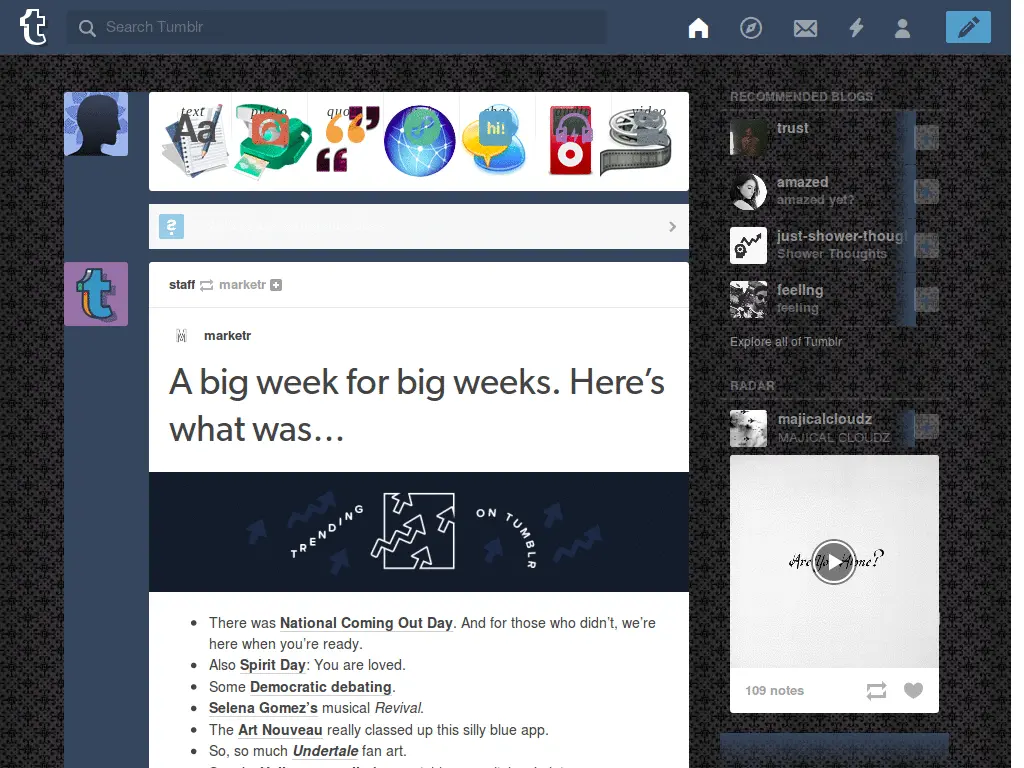 Search Tumblr
text photo quote chat audio video
Aa
hi!
?
staff marketr
marketr
A big week for big weeks. Here's
what was...
TRENDING ON TUMBLR
There was National Coming Out Day. And for those who didn't, we're
here when you're ready.
Also Spirit Day: You are loved.
Some Democratic debating.
Selena Gomez's musical Revival.
The Art Nouveau really classed up this silly blue app.
So, so much Undertale fan art.
RECOMMENDED BLOGS
trust
amazed
amazed yet?
just-shower-thoug
Shower Thoughts
feellng
feeling
Explore all of Tumblr
RADAR
majicalcloudz
MAJICAL CLOUDZ
Are You Home?
109 notes